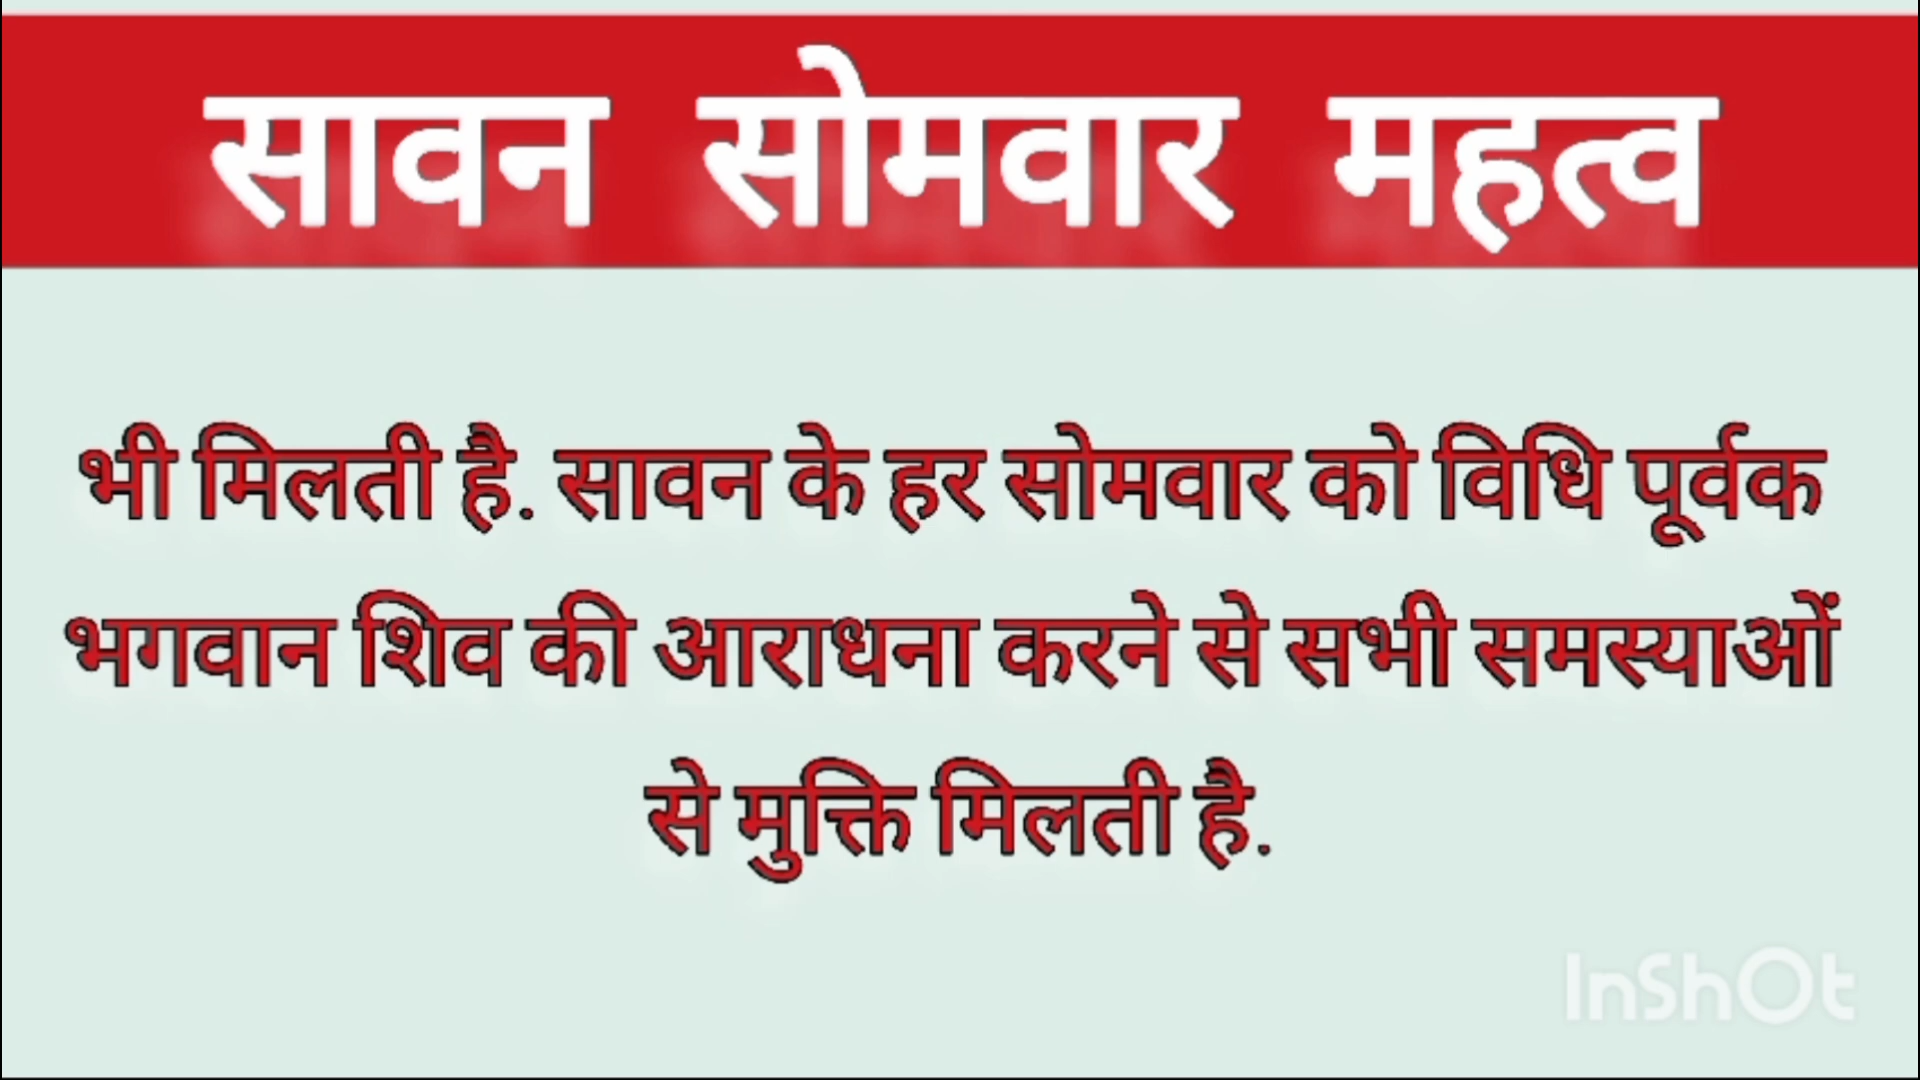 सावन सोमवार महत्व
भी मिलती है. सावन के हर सोमवार को विधि पूर्वक
भगवान शिव की आराधना करने से सभी समस्याओं
से मुक्ति मिलती है.
InShOt